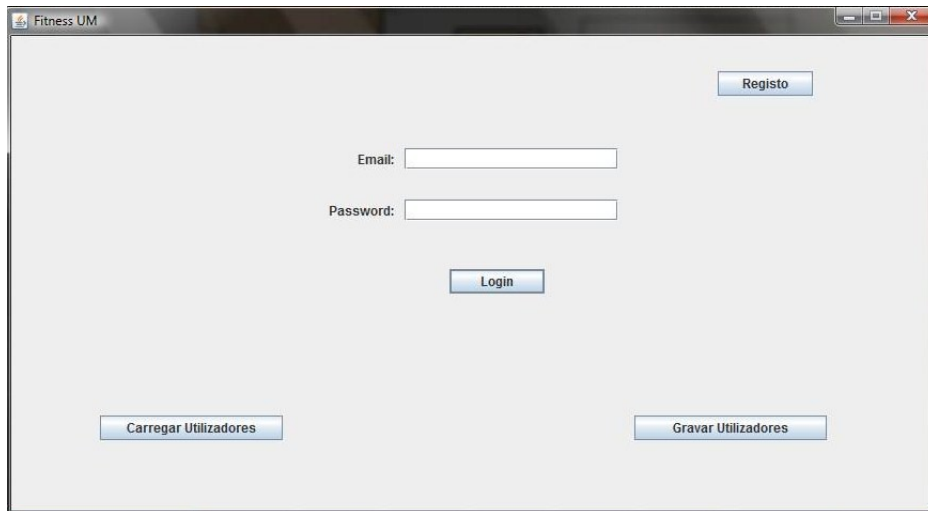 Fitness UM
Registo
Email:
Password:
Login
Carregar Utilizadores
Gravar Utilizadores